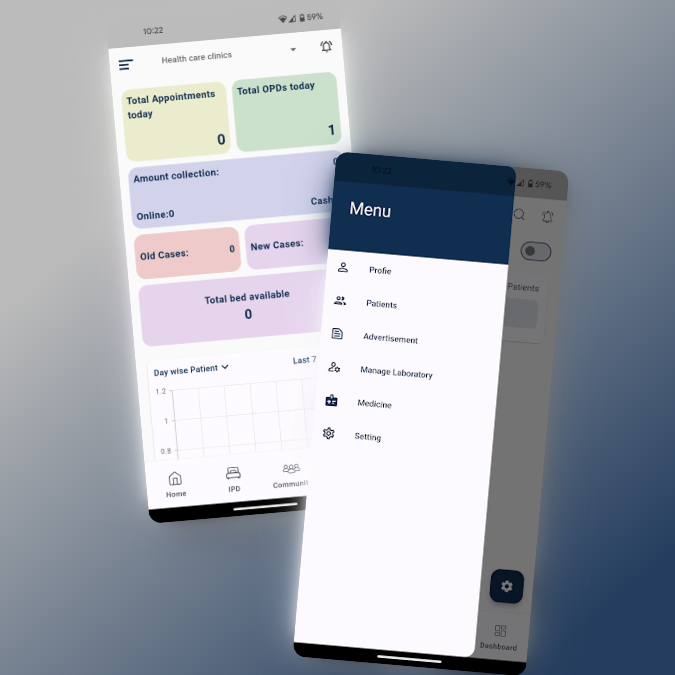 10:22
59%
Health care clinics
Total Appointments
today
0
Total OPDs today
1
Amount collection:
Online:0
Cash
Old Cases:
0
New Cases:
Total bed available
0
Day wise Patient
Last 7
1.2
1
0.8
Home
IPD
Communi
10:22
59%
Menu
Profie
Patients
Advertisement
Manage Laboratory
Medicine
Setting
Patients
Dashboard